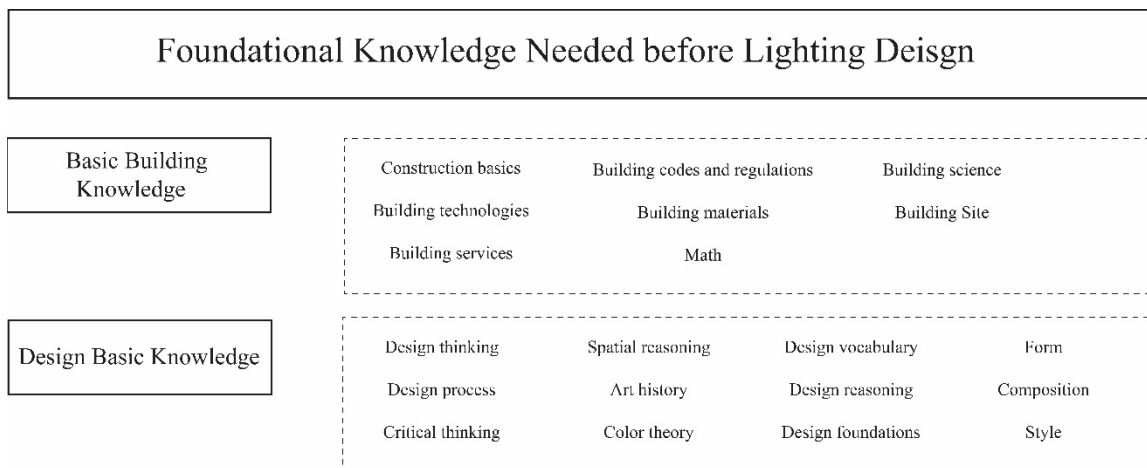 Foundational Knowledge Needed before Lighting Deisgn
Basic Building
Knowledge
Construction basics Building codes and regulations Building science
Building technologies Building materials Building Site
Building services Math
Design Basic Knowledge
Design thinking Spatial reasoning Design vocabulary Form
Design process Art history Design reasoning Composition
Critical thinking Color theory Design foundations Style